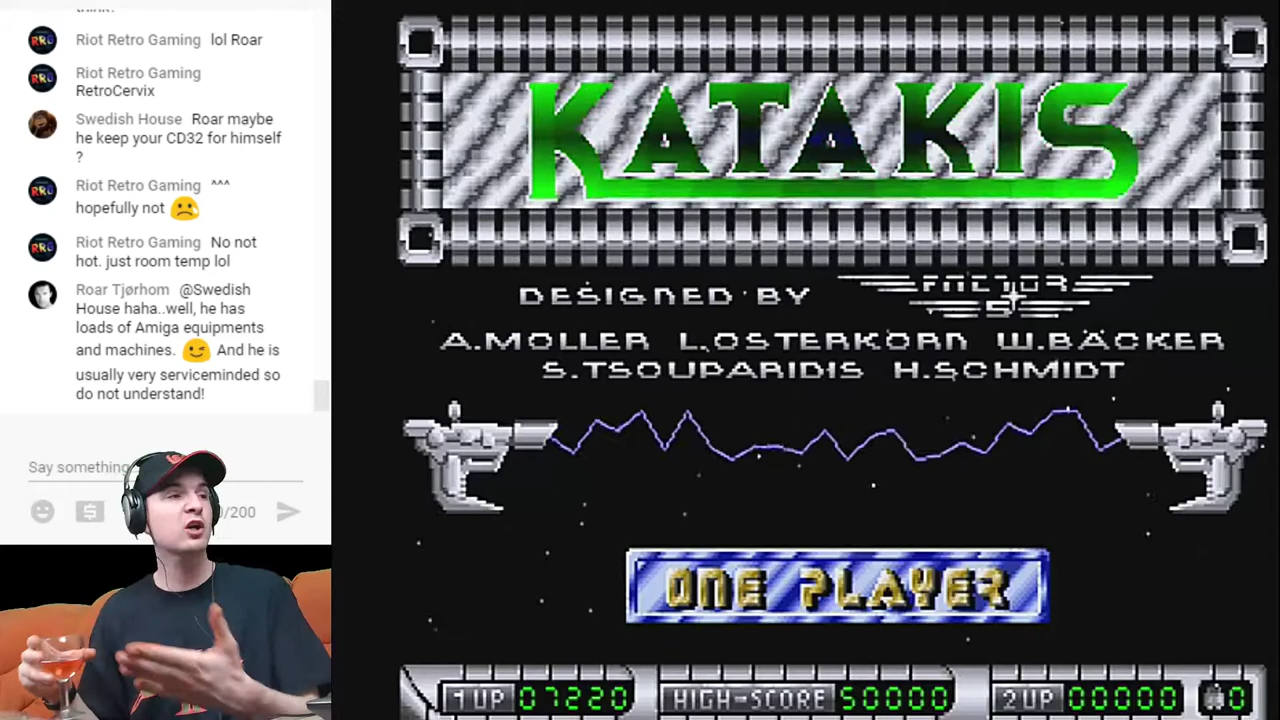 Riot Retro Gaming lol Roar
Riot Retro Gaming
RetroCervix
Swedish House Roar maybe
he keep your CD32 for himself
?
Riot Retro Gaming ^^^
hopefully not
Riot Retro Gaming No not
hot. just room temp lol
Roar Tjørhom @Swedish
House haha..well, he has
loads of Amiga equipments
and machines. And he is
usually very serviceminded so
do not understand!
Say something
/200
KATAKIS
DESIGNED BY FACTOR 5
A.MOLLER L.OSTERKORN W.BÄCKER
S.TSOUPARIDIS H.SCHMIDT
ONE PLAYER
1UP 07220 HIGH-SCORE 50000 2UP 00000 0